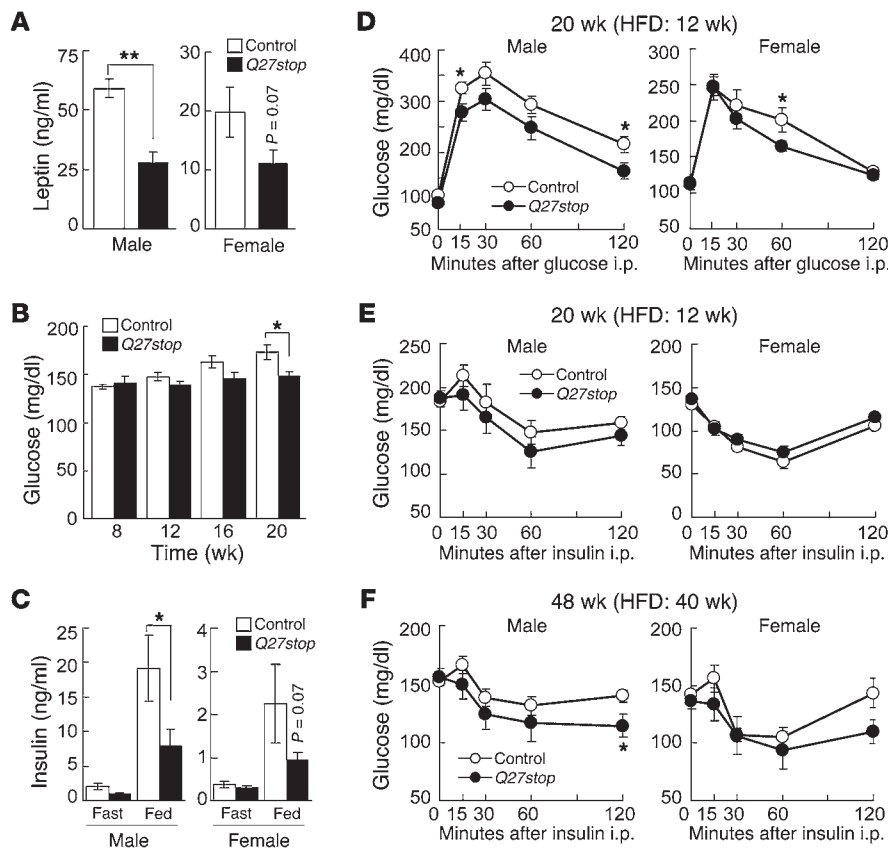 A
Leptin (ng/ml)
75
50
25
0
**
Male
30
20
10
0
Control
Q27stop
P = 0.07
Female
B
Glucose (mg/dl)
200
150
100
50
0
Control
Q27stop
*
8 12 16 20
Time (wk)
C
Insulin (ng/ml)
25
20
15
10
5
0
*
Fast Fed
Male
4
3
2
1
0
Control
Q27stop
P = 0.07
Fast Fed
Female
D
20 wk (HFD: 12 wk)
Male
Glucose (mg/dl)
400
300
200
100
50
*
*
Control
Q27stop
0 15 30 60 120
Minutes after glucose i.p.
Female
300
250
200
150
100
50
*
0 15 30 60 120
Minutes after glucose i.p.
E
20 wk (HFD: 12 wk)
Male
Glucose (mg/dl)
250
200
150
100
50
Control
Q27stop
0 15 30 60 120
Minutes after insulin i.p.
Female
200
150
100
50
0
0 15 30 60 120
Minutes after insulin i.p.
F
48 wk (HFD: 40 wk)
Male
Glucose (mg/dl)
200
150
100
50
Control
Q27stop
*
0 15 30 60 120
Minutes after insulin i.p.
Female
200
150
100
50
0 15 30 60 120
Minutes after insulin i.p.